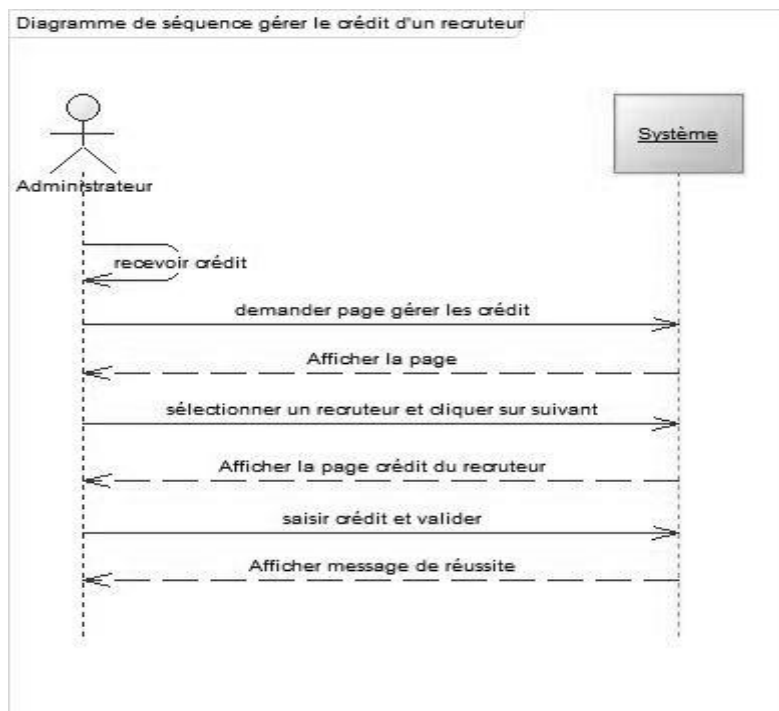 Diagramme de séquence gérer le crédit d'un recruteur
Système
Administrateur
recevoir crédit
demander page gérer les crédit
Afficher la page
sélectionner un recruteur et cliquer sur suivant
Afficher la page crédit du recruteur
saisir crédit et valider
Afficher message de réussite